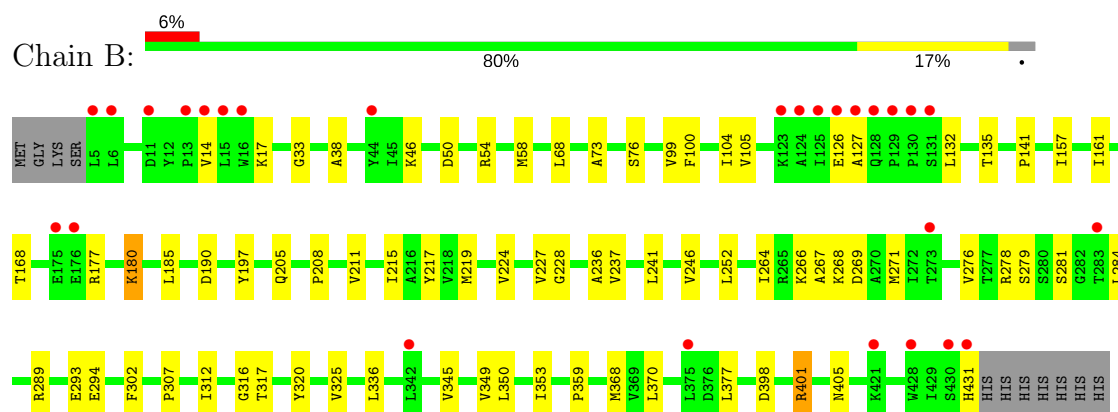 6%
Chain B:
80% 17% •
MET GLY LYS SER L5 L6 D11 Y12 P13 V14 L15 W16 K17 G33 A38 Y44 I45 K46 D50 R54 M58 L68 A73 S76 V99 F100 I104 V105 K123 A124 I125 E126 A127 Q128 P129 P130 S131 L132 T135 P141 I157 I161
T168 E175 E176 R177 K180 L185 D190 Y197 Q205 P208 V211 I215 A216 Y217 V218 M219 V224 V227 G228 A236 V237 L241 V246 L252 I264 R265 K266 A267 K268 D269 A270 M271 I272 T273 V276 T277 R278 S279 S280 S281 G282 T283
R289 E293 E294 F302 P307 I312 G316 T317 Y320 V325 L336 L342 V345 V349 L350 I353 P359 M368 V369 L370 L375 D376 L377 D398 R401 N405 K421 W428 I429 S430 H431 HIS HIS HIS HIS HIS HIS